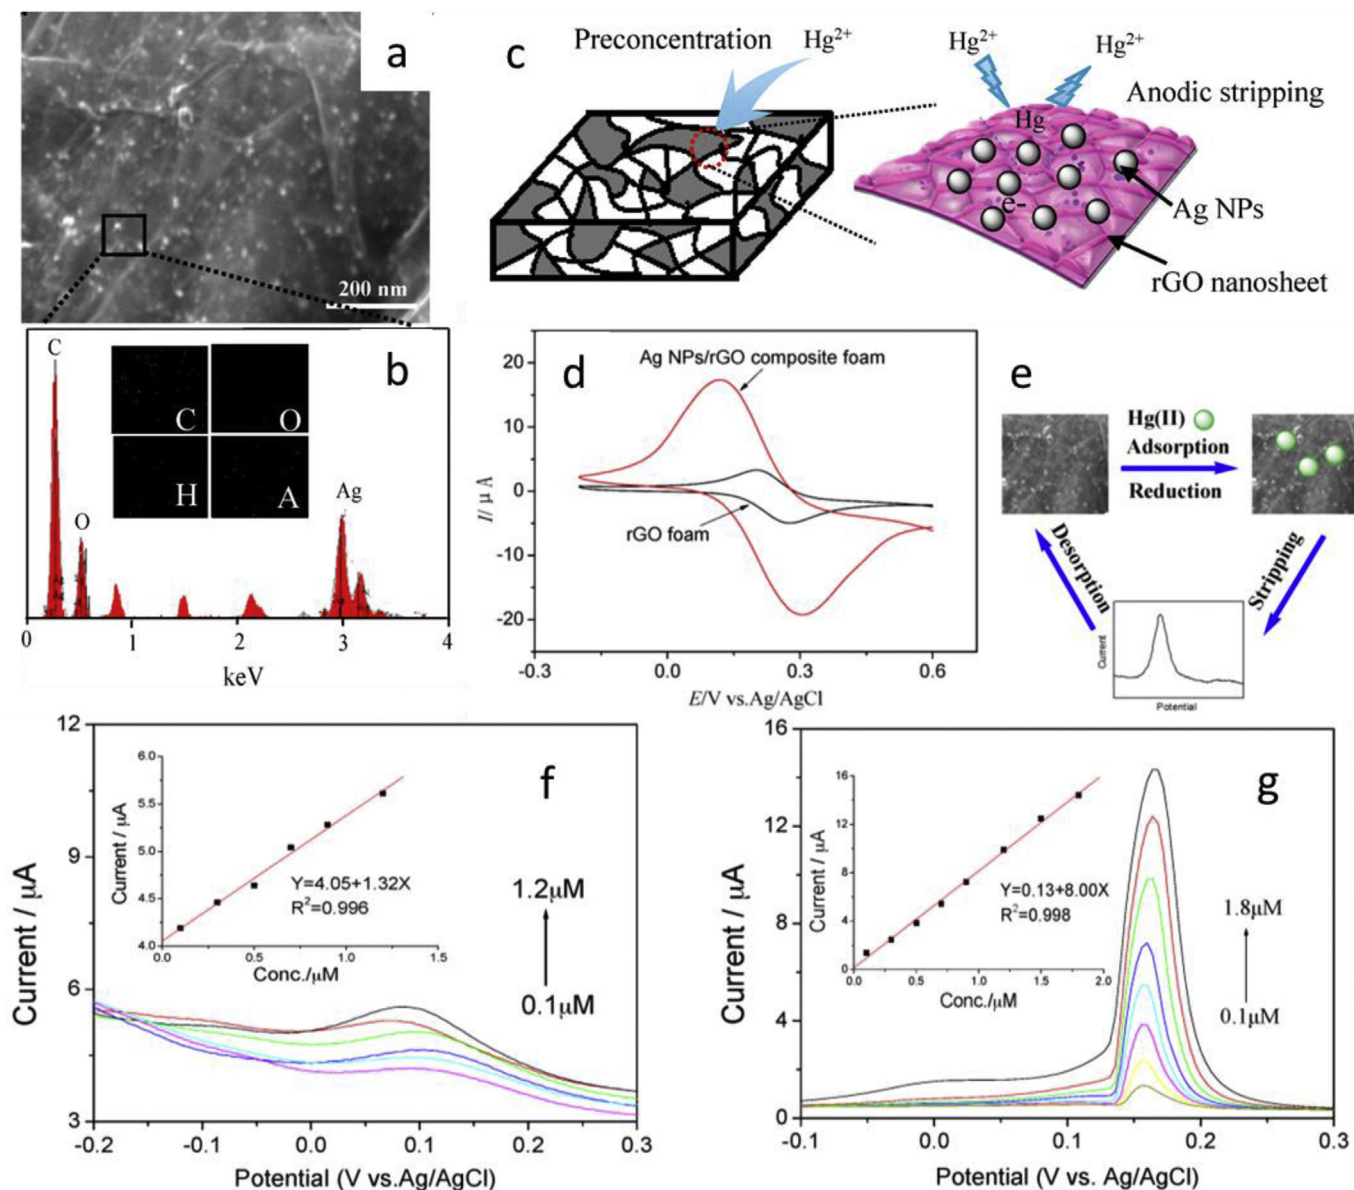 a
200 nm
c
Preconcentration
Hg²⁺
Hg²⁺
Hg²⁺
Anodic stripping
Hg
e-
Ag NPs
rGO nanosheet
b
C
O
Ag
C
O
H
A
0
1
2
3
4
keV
d
Ag NPs/rGO composite foam
rGO foam
20
10
0
-10
-20
I/ μA
-0.3
0.0
0.3
0.6
E/V vs.Ag/AgCl
e
Hg(II)
Adsorption
Reduction
Desorption
Stripping
Current
Potential
f
12
9
6
3
Current / μA
-0.2
-0.1
0.0
0.1
0.2
0.3
Potential (V vs.Ag/AgCl)
6.0
5.5
5.0
4.5
4.0
Current / μA
0.0
0.5
1.0
1.5
Conc./μM
Y=4.05+1.32X
R²=0.996
1.2μM
0.1μM
g
16
12
8
4
0
Current / μA
-0.1
0.0
0.1
0.2
0.3
Potential (V vs. Ag/AgCl)
16
12
8
4
0
Current / μA
0.0
0.5
1.0
1.5
2.0
Conc./μM
Y=0.13+8.00X
R²=0.998
1.8μM
0.1μM